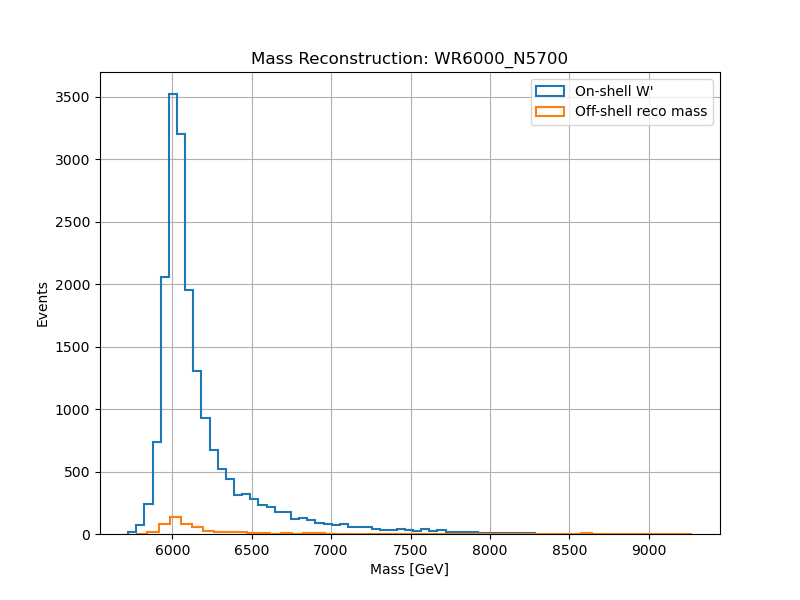 Mass Reconstruction: WR6000_N5700
On-shell W'
Off-shell reco mass
3500
3000
2500
2000
1500
1000
500
0
Events
6000 6500 7000 7500 8000 8500 9000
Mass [GeV]